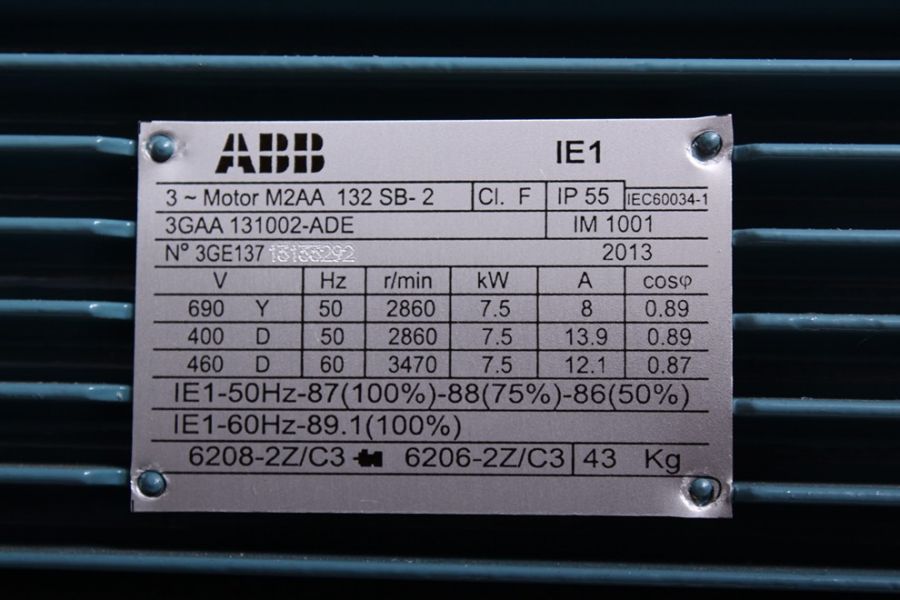 ABB IE1
3 ~ Motor M2AA 132 SB- 2 Cl. F IP 55 IEC60034-1
3GAA 131002-ADE IM 1001
Nº 3GE137 2013
V Hz r/min kW A cosφ
690 Y 50 2860 7.5 8 0.89
400 D 50 2860 7.5 13.9 0.89
460 D 60 3470 7.5 12.1 0.87
IE1-50Hz-87(100%)-88(75%)-86(50%)
IE1-60Hz-89.1(100%)
6208-2Z/C3 6206-2Z/C3 43 Kg